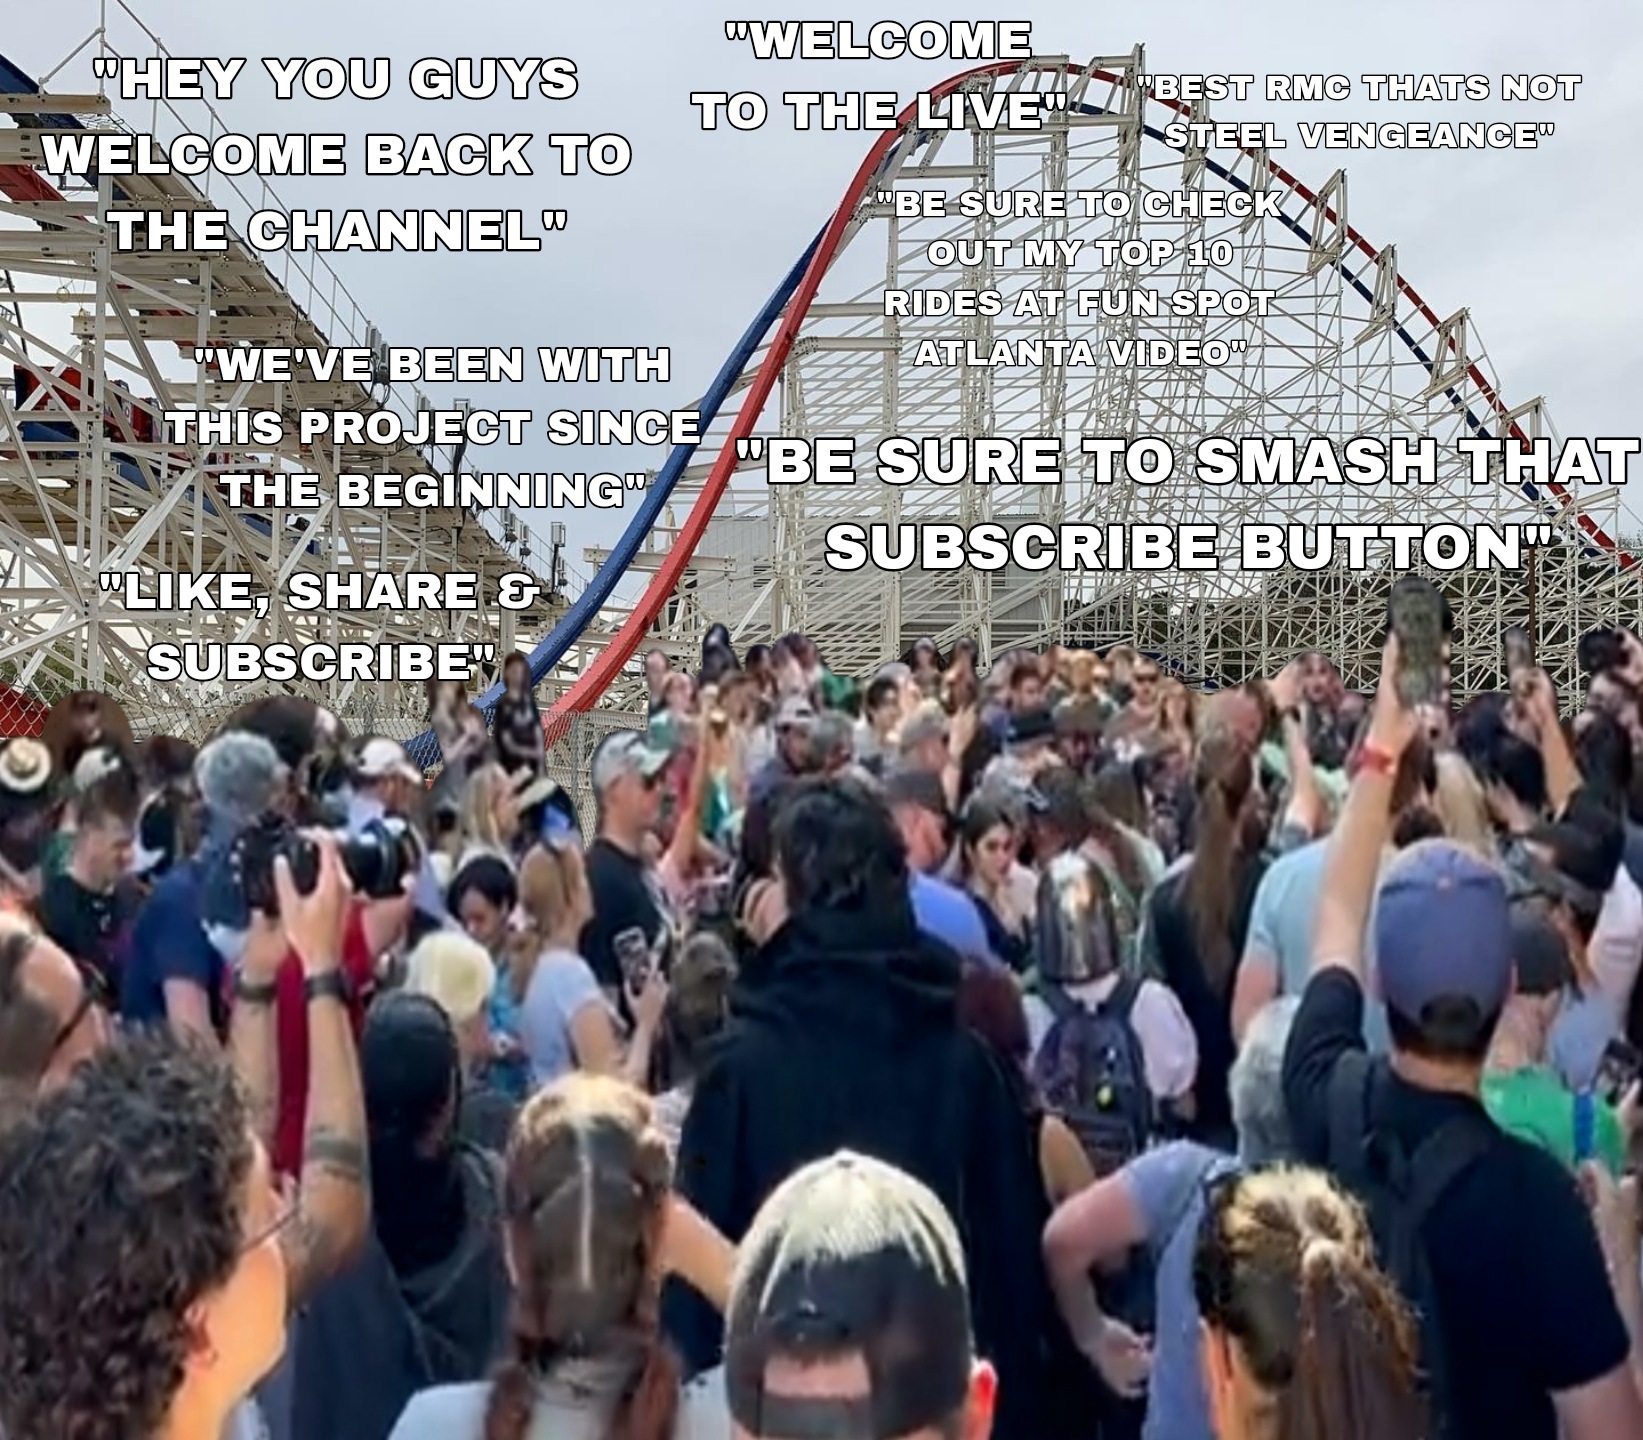 "HEY YOU GUYS
WELCOME BACK TO
THE CHANNEL"
"WELCOME
TO THE LIVE"
"BEST RMC THATS NOT
STEEL VENGEANCE"
"BE SURE TO CHECK
OUT MY TOP 10
RIDES AT FUN SPOT
ATLANTA VIDEO"
"WE'VE BEEN WITH
THIS PROJECT SINCE
THE BEGINNING"
"BE SURE TO SMASH THAT
SUBSCRIBE BUTTON"
"LIKE, SHARE &
SUBSCRIBE"